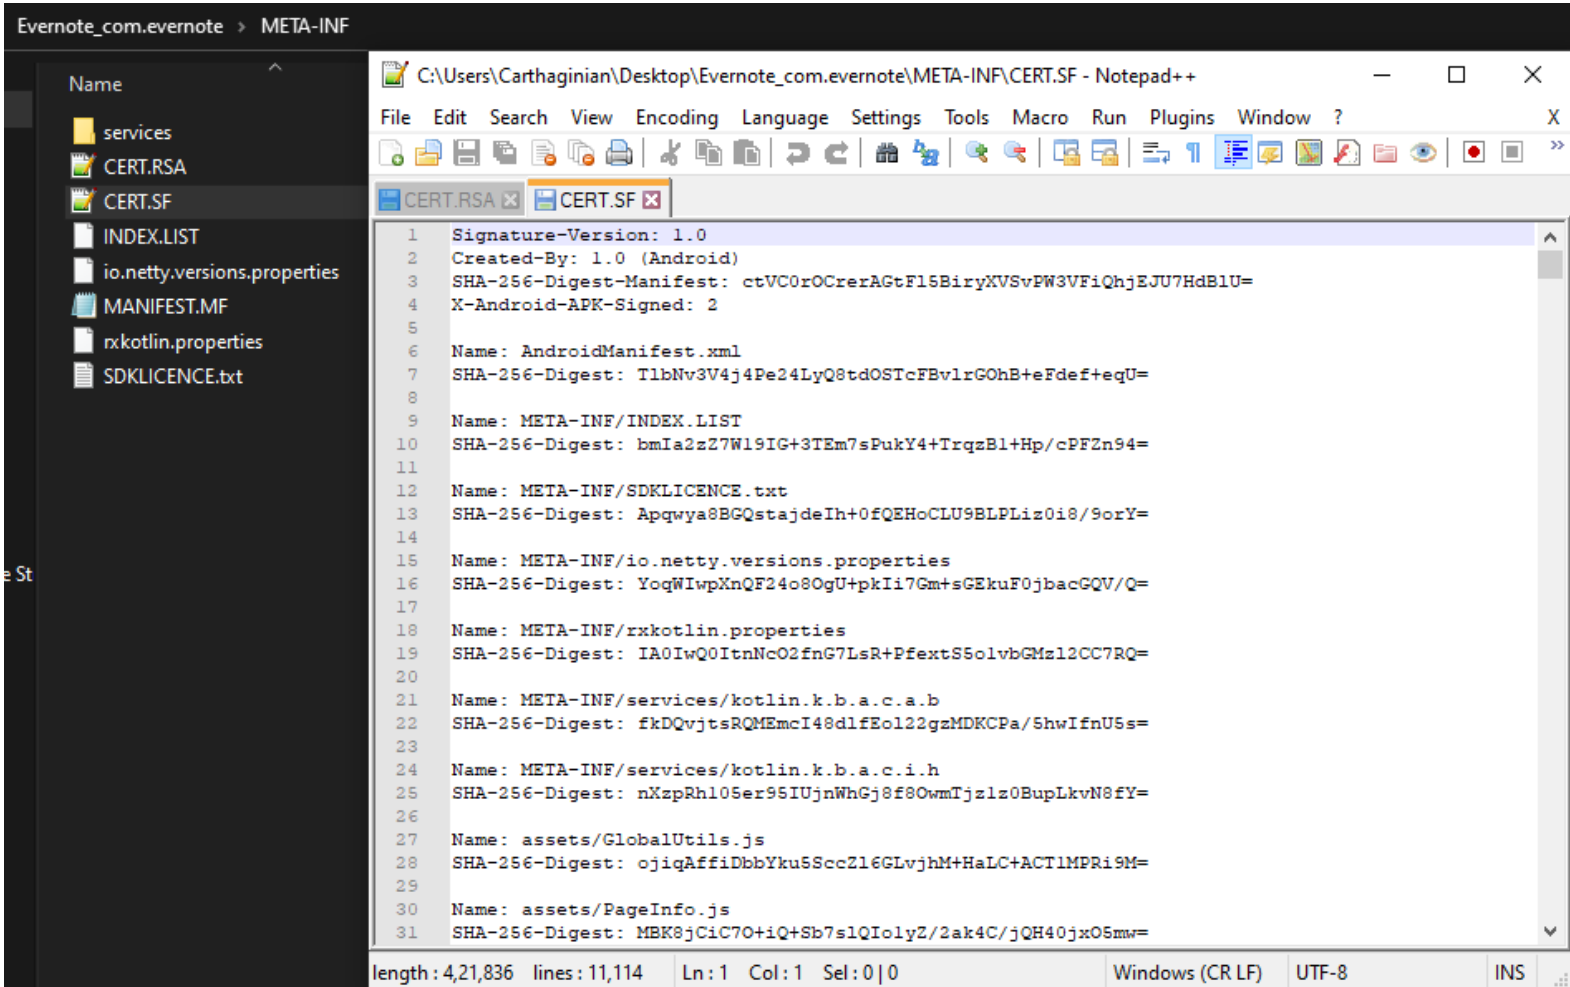 Evernote_com.evernote > META-INF
Name
services
CERT.RSA
CERT.SF
INDEX.LIST
io.netty.versions.properties
MANIFEST.MF
rxkotlin.properties
SDKLICENCE.txt
e St
C:\Users\Carthaginian\Desktop\Evernote_com.evernote\META-INF\CERT.SF - Notepad++
File Edit Search View Encoding Language Settings Tools Macro Run Plugins Window ? X
CERT.RSA CERT.SF
1 Signature-Version: 1.0
2 Created-By: 1.0 (Android)
3 SHA-256-Digest-Manifest: ctVC0rOCrerAGtFl5BiryXVSvPW3VFiQhjEJU7HdBlU=
4 X-Android-APK-Signed: 2
5
6 Name: AndroidManifest.xml
7 SHA-256-Digest: TlbNv3V4j4Pe24LyQ8tdOSTcFBvlrGOhB+eFdef+eqU=
8
9 Name: META-INF/INDEX.LIST
10 SHA-256-Digest: bmIa2zZ7Wl9IG+3TEm7sPukY4+TrqzBl+Hp/cPFZn94=
11
12 Name: META-INF/SDKLICENCE.txt
13 SHA-256-Digest: Apqwya8BGQstajdeIh+0fQEHoCLU9BLPLiz0i8/9orY=
14
15 Name: META-INF/io.netty.versions.properties
16 SHA-256-Digest: YoqWIwpXnQF24o8OgU+pkIi7Gm+sGEkuF0jbacGQV/Q=
17
18 Name: META-INF/rxkotlin.properties
19 SHA-256-Digest: IA0IwQ0ItnNcO2fnG7LsR+PfextS5olvbGMzl2CC7RQ=
20
21 Name: META-INF/services/kotlin.k.b.a.c.a.b
22 SHA-256-Digest: fkDQvjtsRQMEmcI48dlfEol22gzMDKCPa/5hwIfnU5s=
23
24 Name: META-INF/services/kotlin.k.b.a.c.i.h
25 SHA-256-Digest: nXzpRhl05er95IUjnWhGj8f8OwmTjzlz0BupLkvN8fY=
26
27 Name: assets/GlobalUtils.js
28 SHA-256-Digest: ojiqAffiDbbYku5SccZl6GLvjhM+HaLC+ACTlMPRi9M=
29
30 Name: assets/PageInfo.js
31 SHA-256-Digest: MBK8jCiC7O+iQ+Sb7slQIolyZ/2ak4C/jQH40jxO5mw=
length : 4,21,836 lines : 11,114 Ln : 1 Col : 1 Sel : 0 | 0 Windows (CR LF) UTF-8 INS